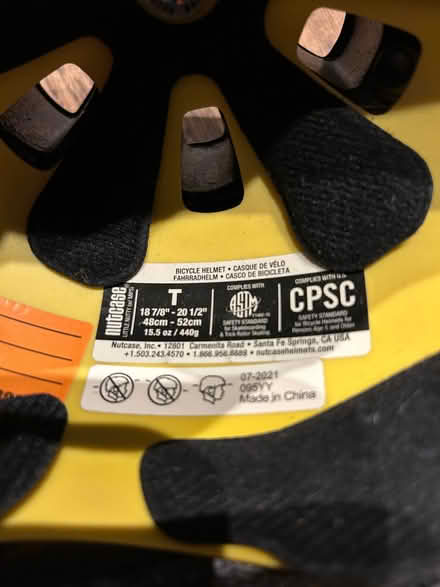 BICYCLE HELMET • CASQUE DE VÉLO
FAHRRADHELM • CASCO DE BICICLETA
nutcase
T
18 7/8" - 20 1/2"
48cm - 52cm
15.5 oz / 440g
COMPLIES WITH
ASTM
SAFETY STANDARD
for Skateboarding
& Trick Roller Skating
COMPLIES WITH U.S.
CPSC
SAFETY STANDARD
for Bicycle Helmets for
Persons Age 5 and Older
Nutcase, Inc. • 12801 Carmenita Road • Santa Fe Springs, CA USA
+1.503.243.4570 • 1.866.956.6688 • nutcasehelmets.com
07-2021
095YY
Made in China